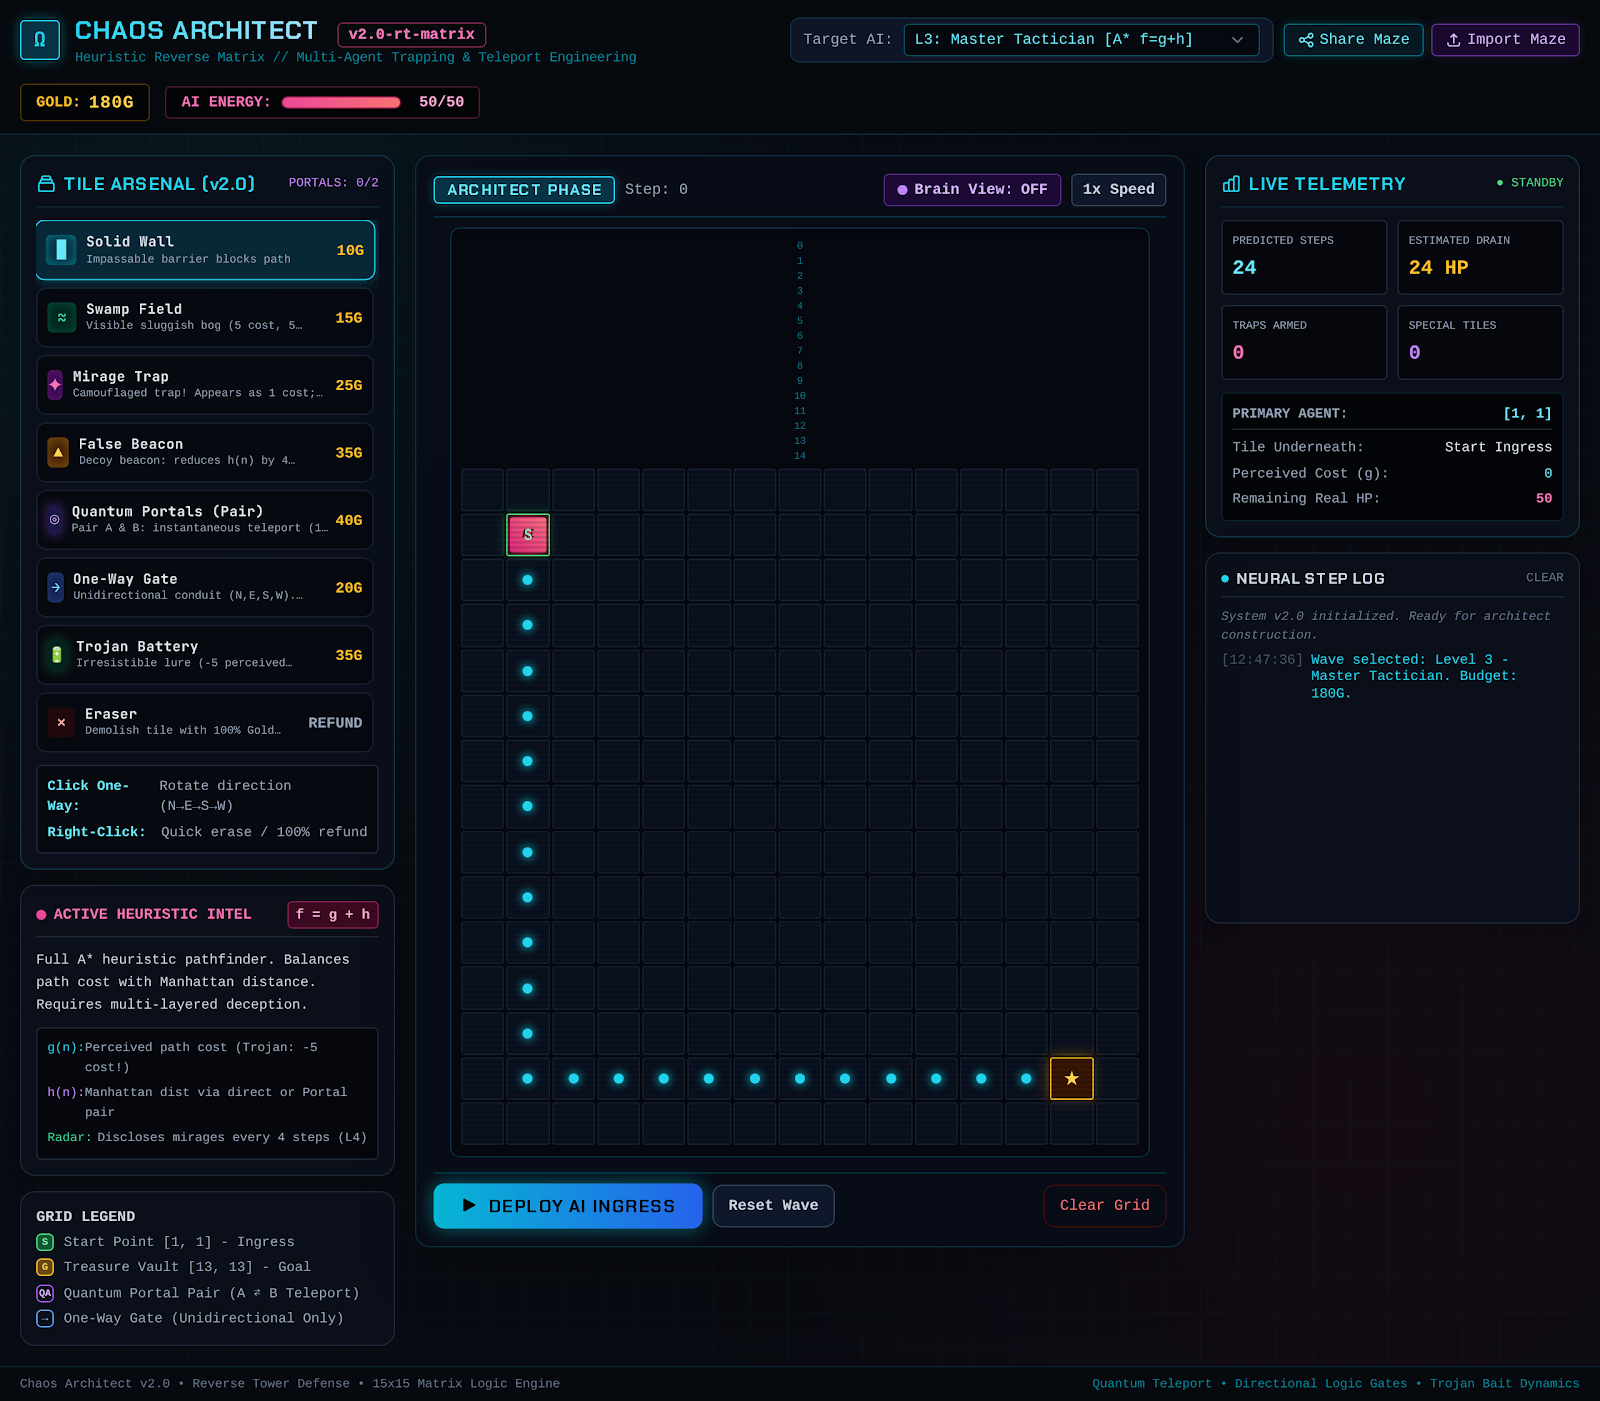 Ω
CHAOS ARCHITECT
v2.0-rt-matrix
Heuristic Reverse Matrix // Multi-Agent Trapping & Teleport Engineering
Target AI:
L3: Master Tactician [A* f=g+h]
Share Maze
Import Maze
GOLD: 180G
AI ENERGY:
50/50
TILE ARSENAL (v2.0)
PORTALS: 0/2
Solid Wall
Impassable barrier blocks path
10G
≈
Swamp Field
Visible sluggish bog (5 cost, 5…
15G
✦
Mirage Trap
Camouflaged trap! Appears as 1 cost;…
25G
▲
False Beacon
Decoy beacon: reduces h(n) by 4…
35G
◎
Quantum Portals (Pair)
Pair A & B: instantaneous teleport (1…
40G
→
One-Way Gate
Unidirectional conduit (N,E,S,W).…
20G
Trojan Battery
Irresistible lure (-5 perceived…
35G
×
Eraser
Demolish tile with 100% Gold…
REFUND
Click One-
Way:
Rotate direction
(N→E→S→W)
Right-Click:
Quick erase / 100% refund
ACTIVE HEURISTIC INTEL
f = g + h
Full A* heuristic pathfinder. Balances
path cost with Manhattan distance.
Requires multi-layered deception.
g(n):Perceived path cost (Trojan: -5
cost!)
h(n):Manhattan dist via direct or Portal
pair
Radar: Discloses mirages every 4 steps (L4)
GRID LEGEND
S
Start Point [1, 1] - Ingress
G
Treasure Vault [13, 13] - Goal
QA
Quantum Portal Pair (A ⇌ B Teleport)
→
One-Way Gate (Unidirectional Only)
ARCHITECT PHASE
Step: 0
Brain View: OFF
1x Speed
0
1
2
3
4
5
6
7
8
9
10
11
12
13
14
S
★
▶ DEPLOY AI INGRESS
Reset Wave
Clear Grid
LIVE TELEMETRY
● STANDBY
PREDICTED STEPS
24
ESTIMATED DRAIN
24 HP
TRAPS ARMED
0
SPECIAL TILES
0
PRIMARY AGENT:
[1, 1]
Tile Underneath:
Start Ingress
Perceived Cost (g):
0
Remaining Real HP:
50
NEURAL STEP LOG
CLEAR
System v2.0 initialized. Ready for architect
construction.
[12:47:36] Wave selected: Level 3 -
Master Tactician. Budget:
180G.
Chaos Architect v2.0 • Reverse Tower Defense • 15x15 Matrix Logic Engine
Quantum Teleport • Directional Logic Gates • Trojan Bait Dynamics